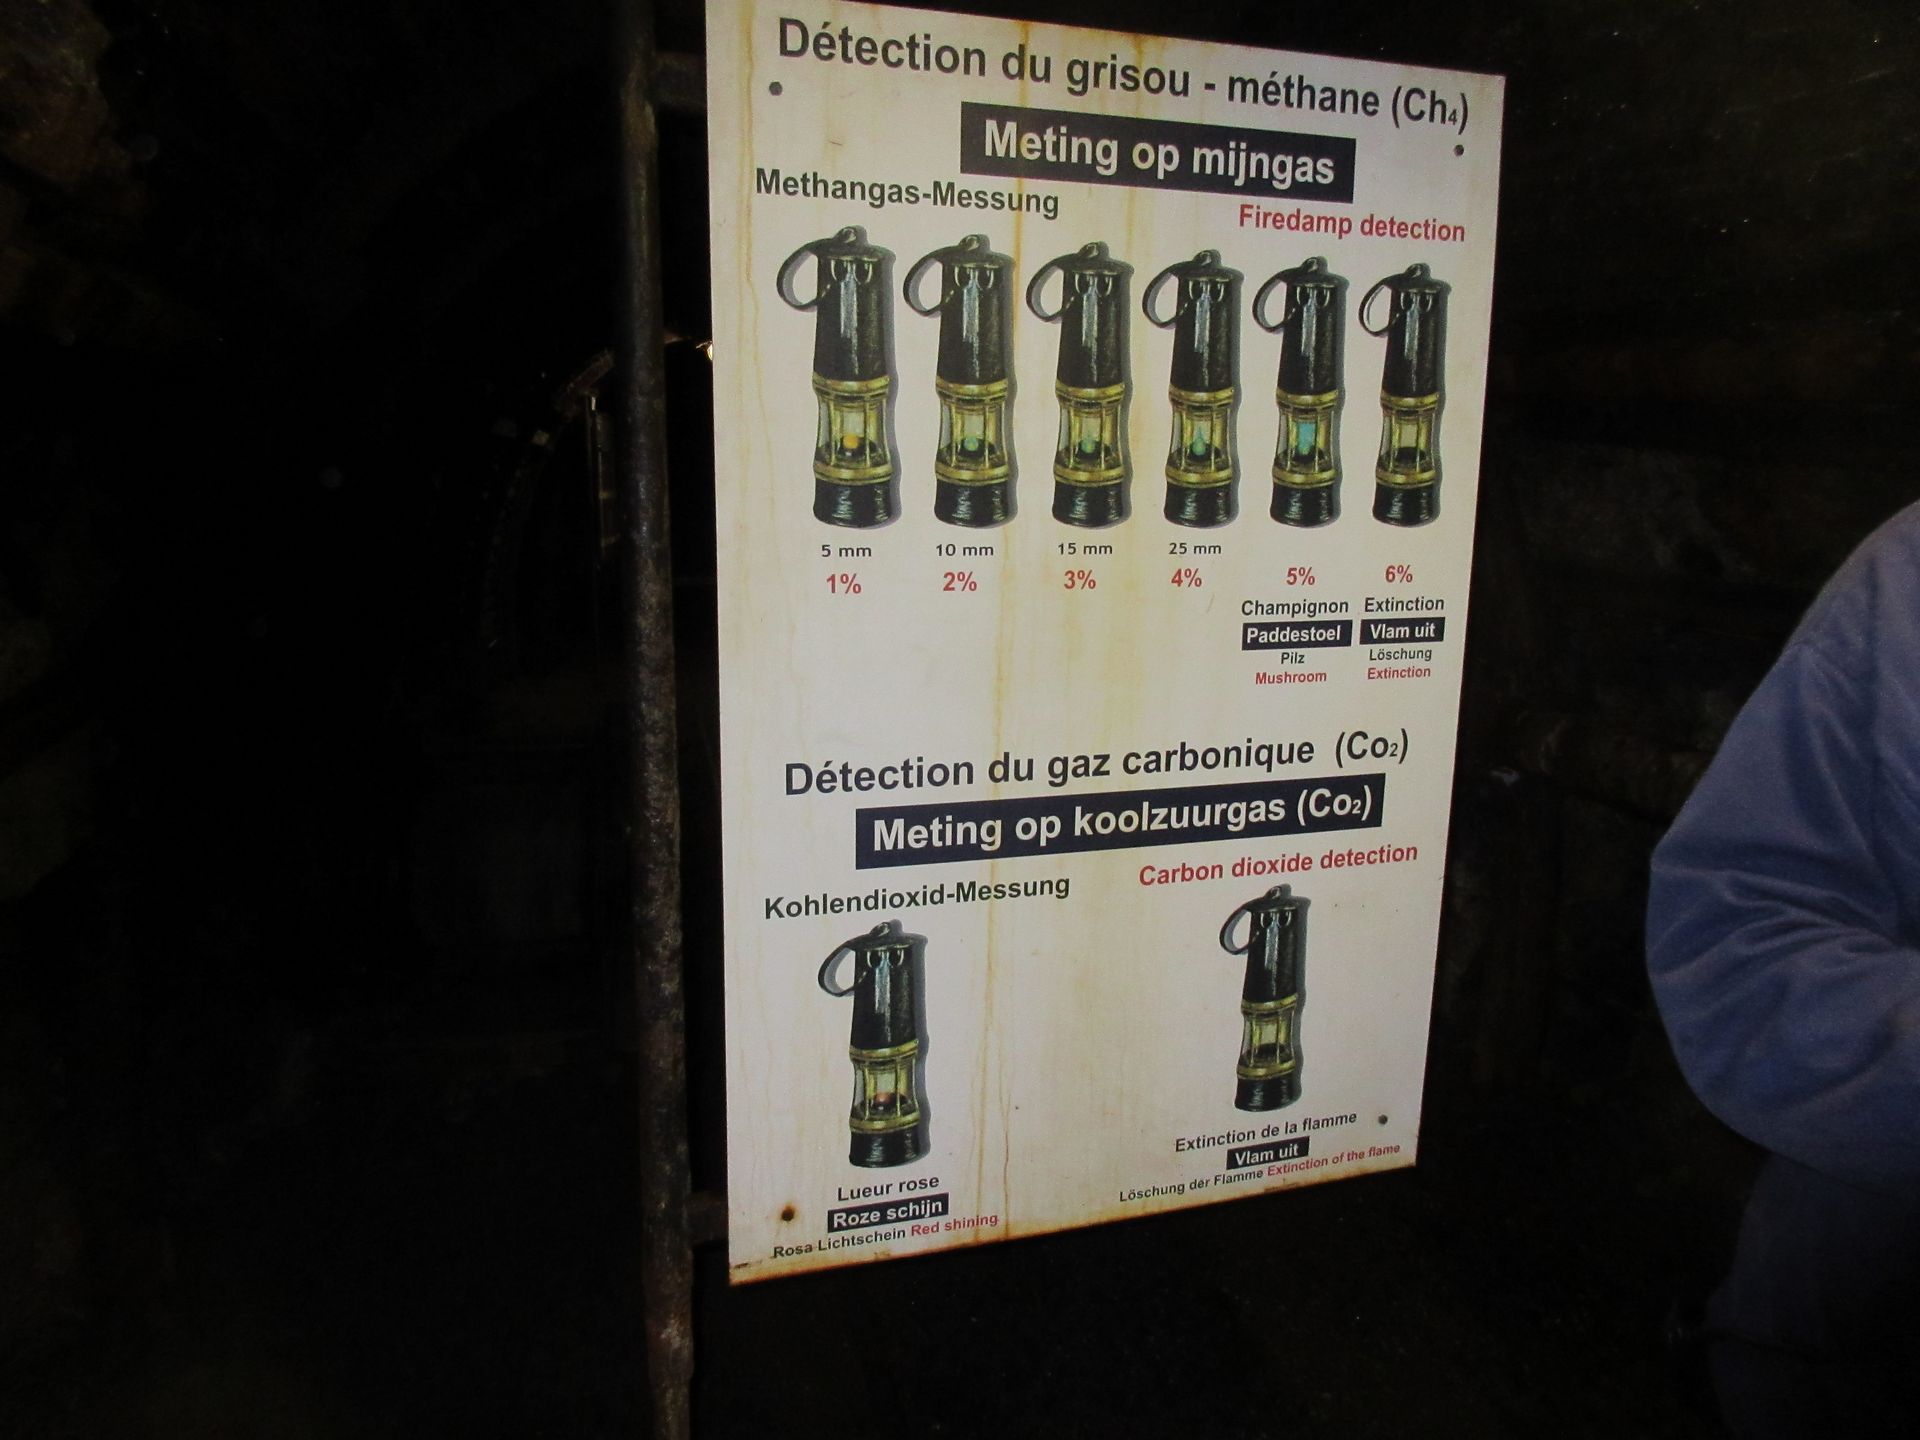 Détection du grisou - méthane (Ch₄)
Meting op mijngas
Methangas-Messung
Firedamp detection
5 mm 10 mm 15 mm 25 mm
1% 2% 3% 4% 5% 6%
Champignon Extinction
Paddestoel Vlam uit
Pilz Löschung
Mushroom Extinction
Détection du gaz carbonique (Co₂)
Meting op koolzuurgas (Co₂)
Carbon dioxide detection
Kohlendioxid-Messung
Lueur rose
Roze schijn
Rosa Lichtschein Red shining
Extinction de la flamme
Vlam uit
Löschung der Flamme Extinction of the flame